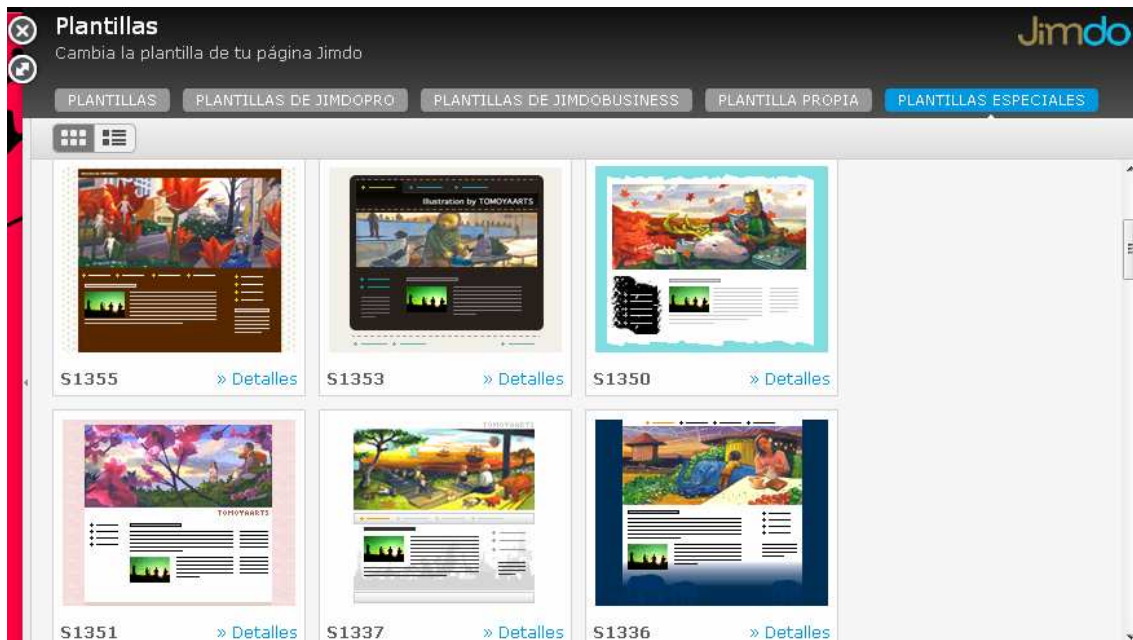 Plantillas
Jimdo
Cambia la plantilla de tu página Jimdo
PLANTILLAS PLANTILLAS DE JIMDOPRO PLANTILLAS DE JIMDOBUSINESS PLANTILLA PROPIA PLANTILLAS ESPECIALES
Illustration by TOMOYAARTS
S1355 » Detalles S1353 » Detalles S1350 » Detalles
TOMOYAARTS
TOMOYAARTS
S1351 » Detalles S1337 » Detalles S1336 » Detalles